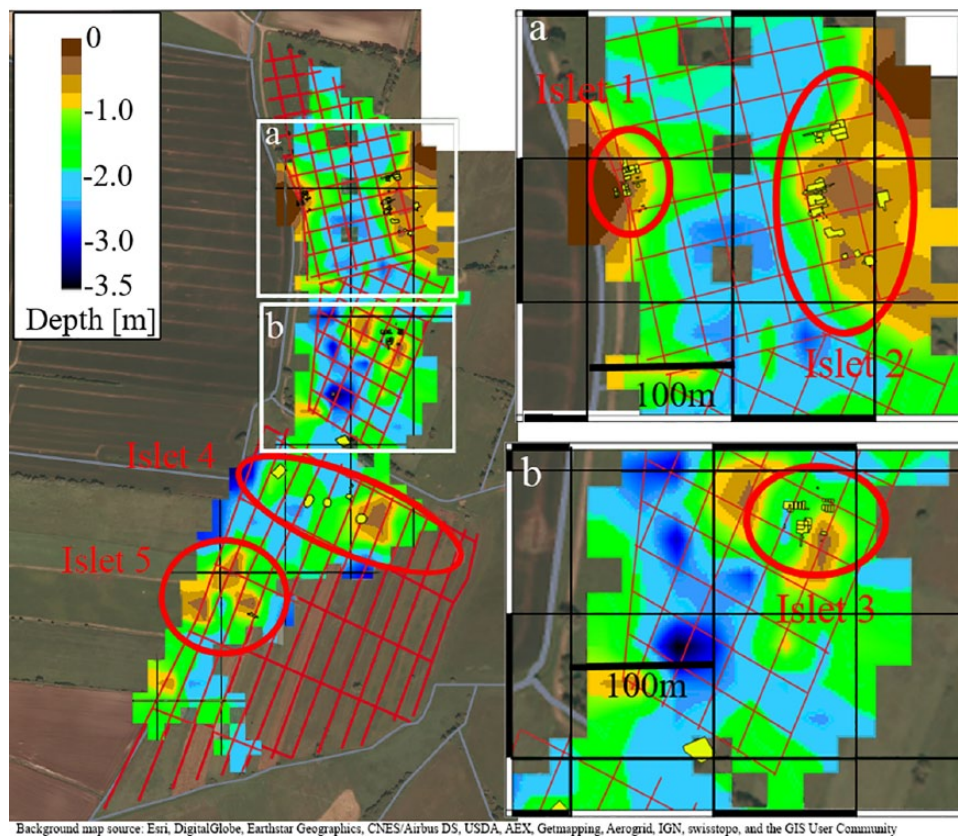 0
-1.0
-2.0
-3.0
-3.5
Depth [m]
a
b
Islet 4
Islet 5
a
Islet 1
Islet 2
100m
b
Islet 3
100m
Background map source: Esri, DigitalGlobe, Earthstar Geographics, CNES/Airbus DS, USDA, AEX, Getmapping, Aerogrid, IGN, swisstopo, and the GIS User Community